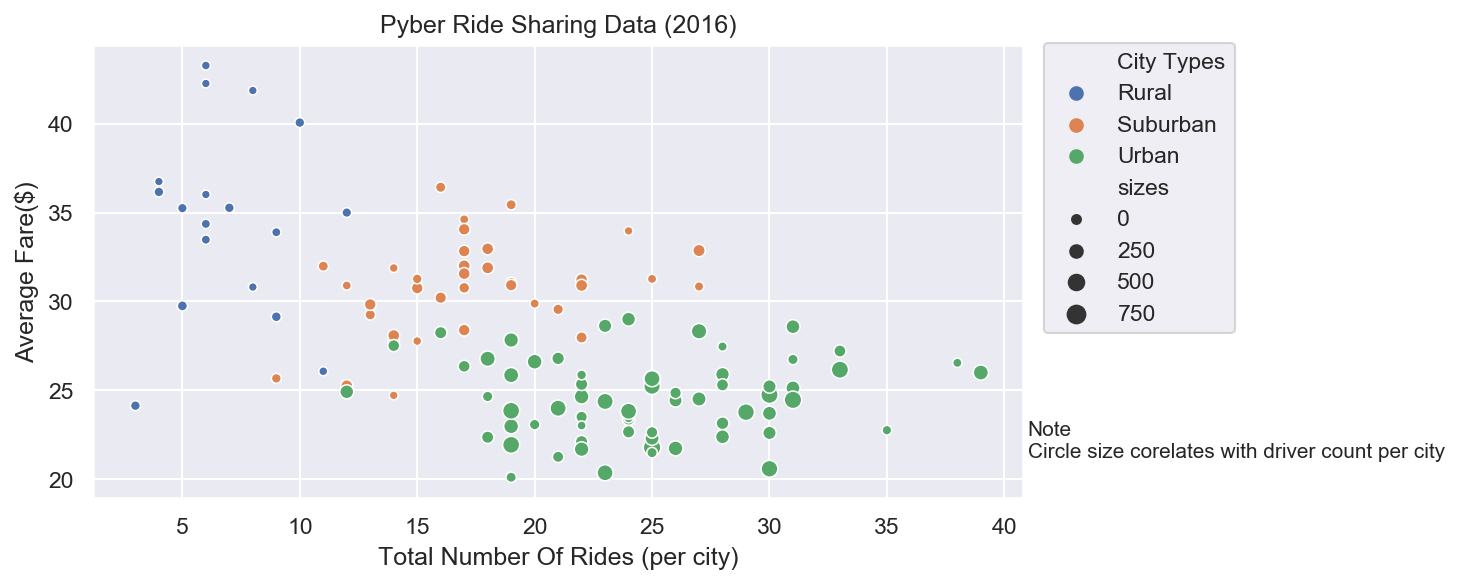 Pyber Ride Sharing Data (2016)
Average Fare($)
40
35
30
25
20
5
10
15
20
25
30
35
40
Total Number Of Rides (per city)
City Types
Rural
Suburban
Urban
sizes
0
250
500
750
Note
Circle size corelates with driver count per city